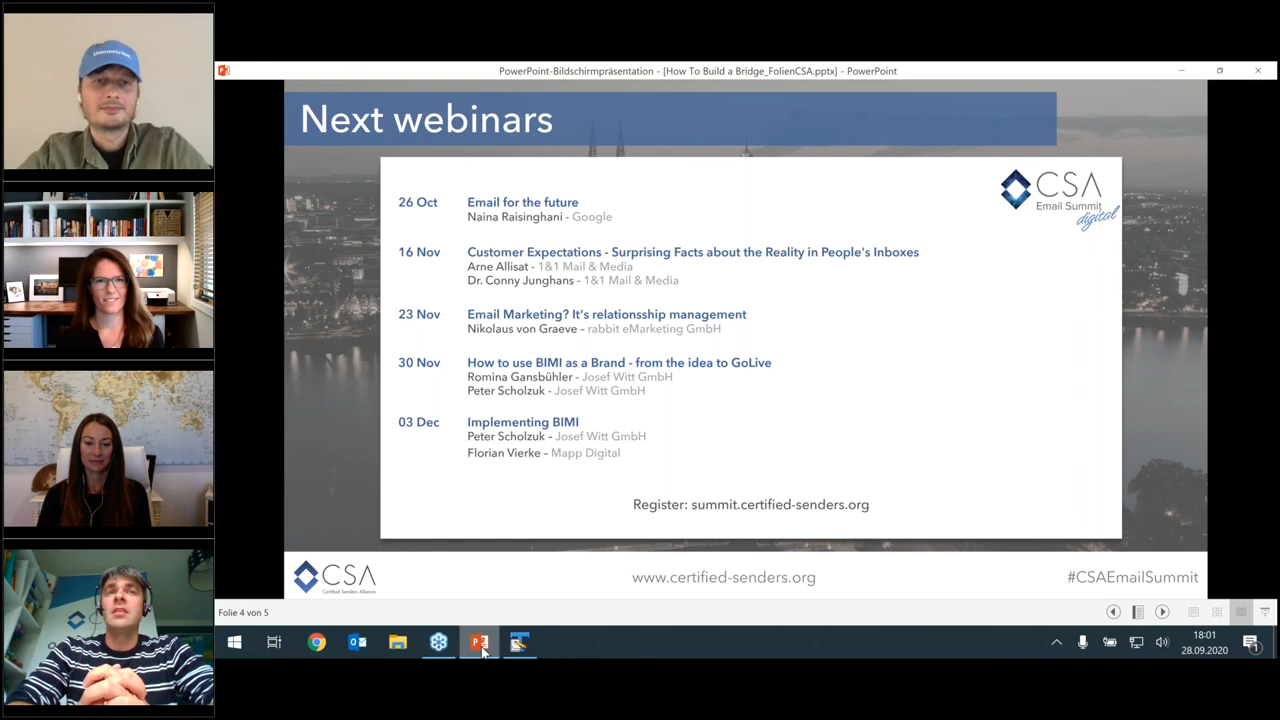 PowerPoint-Bildschirmpräsentation - [How To Build a Bridge_FolienCSA.pptx] - PowerPoint
Next webinars
CSA
Email Summit
digital
26 Oct
Email for the future
Naina Raisinghani - Google
16 Nov
Customer Expectations - Surprising Facts about the Reality in People's Inboxes
Arne Allisat - 1&1 Mail & Media
Dr. Conny Junghans - 1&1 Mail & Media
23 Nov
Email Marketing? It's relationsship management
Nikolaus von Graeve – rabbit eMarketing GmbH
30 Nov
How to use BIMI as a Brand - from the idea to GoLive
Romina Gansbühler - Josef Witt GmbH
Peter Scholzuk - Josef Witt GmbH
03 Dec
Implementing BIMI
Peter Scholzuk – Josef Witt GmbH
Florian Vierke – Mapp Digital
Register: summit.certified-senders.org
CSA
Certified Senders Alliance
www.certified-senders.org
#CSAEmailSummit
Folie 4 von 5
18:01
28.09.2020
1